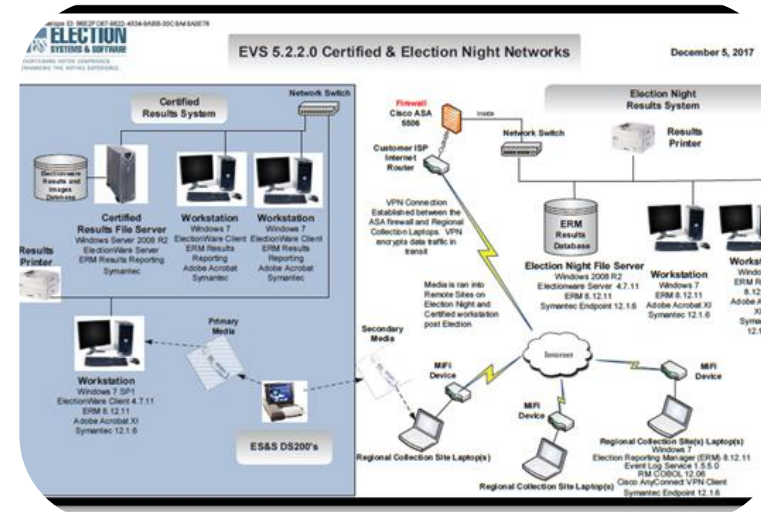 ELECTION
SYSTEMS & SOFTWARE
EVS 5.2.2.0 Certified & Election Night Networks
December 5, 2017
Certified
Results System
Network Switch
Electionware
Results and
Images
Database
Certified
Results File Server
Windows Server 2008 R2
ElectionWare Server
ERM Results Reporting
Symantec
Workstation
Windows 7
ElectionWare Client
ERM Results
Reporting
Adobe Acrobat
Symantec
Workstation
Windows 7
ElectionWare Client
ERM Results
Reporting
Adobe Acrobat
Symantec
Results
Printer
Workstation
Windows 7 SP1
ElectionWare Client 4.7.11
ERM 8.12.11
Adobe Acrobat XI
Symantec 12.1.6
Primary
Media
ES&S DS200's
Secondary
Media
Firewall
Cisco ASA
5506
Inside
Customer ISP
Internet
Router
Network Switch
VPN Connection
Established between the
ASA firewall and Regional
Collection Laptops. VPN
encrypts data traffic in
transit
Media is ran into
Remote Sites on
Election Night and
Certified workstation
post Election
Election Night
Results System
Results
Printer
ERM
Results
Database
Election Night File Server
Windows 2008 R2
Electionware Server 4.7.11
ERM 8.12.11
Symantec Endpoint 12.1.6
Workstation
Windows 7
ERM 8.12.11
Adobe Acrobat XI
Symantec 12.1.6
Internet
MiFi
Device
MiFi
Device
MiFi
Device
Regional Collection Site Laptop(s)
Regional Collection Site Laptop(s)
Regional Collection Site(s) Laptop(s)
Windows 7
Election Reporting Manager (ERM) 8.12.11
Event Log Service 1.5.5.0
RM COBOL 12.06
Cisco AnyConnect VPN Client
Symantec Endpoint 12.1.6